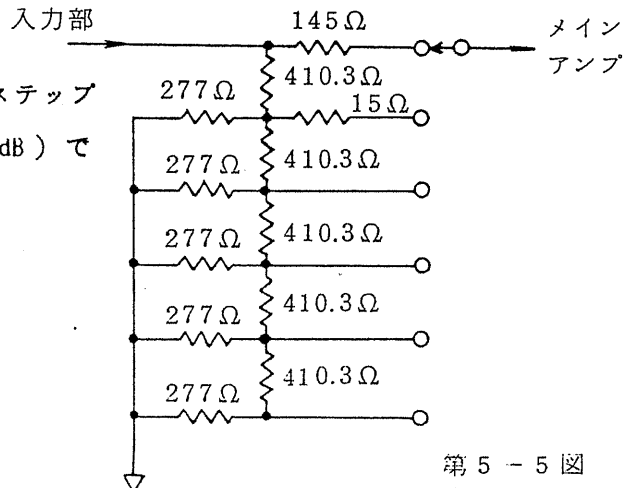 入力部
145Ω
メイン
アンプ
410.3Ω
ステップ
277Ω
15Ω
dB ) で
410.3Ω
277Ω
410.3Ω
277Ω
410.3Ω
277Ω
410.3Ω
277Ω
第 5 - 5 図